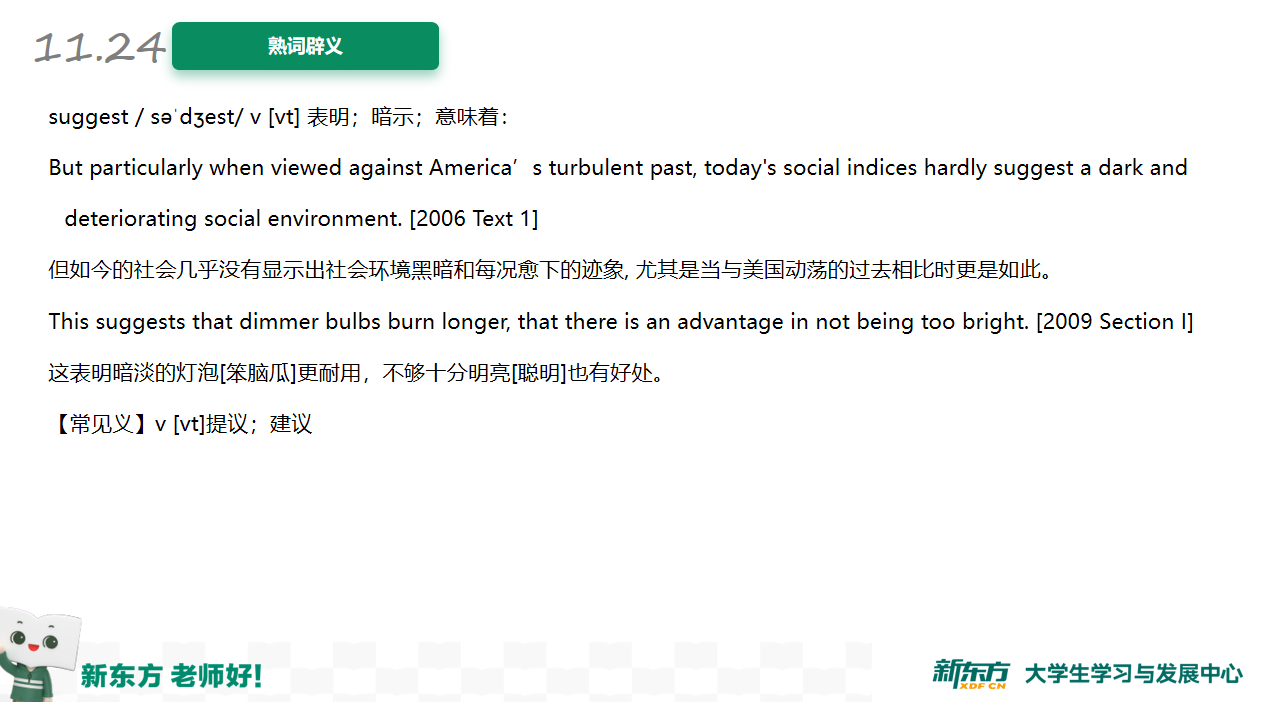 11.24
熟词辟义
suggest / səˈdʒest/ v [vt] 表明；暗示；意味着：
But particularly when viewed against America’s turbulent past, today's social indices hardly suggest a dark and
deteriorating social environment. [2006 Text 1]
但如今的社会几乎没有显示出社会环境黑暗和每况愈下的迹象, 尤其是当与美国动荡的过去相比时更是如此。
This suggests that dimmer bulbs burn longer, that there is an advantage in not being too bright. [2009 Section I]
这表明暗淡的灯泡[笨脑瓜]更耐用，不够十分明亮[聪明]也有好处。
【常见义】v [vt]提议；建议
新东方 老师好！
新东方 XDF.CN 大学生学习与发展中心